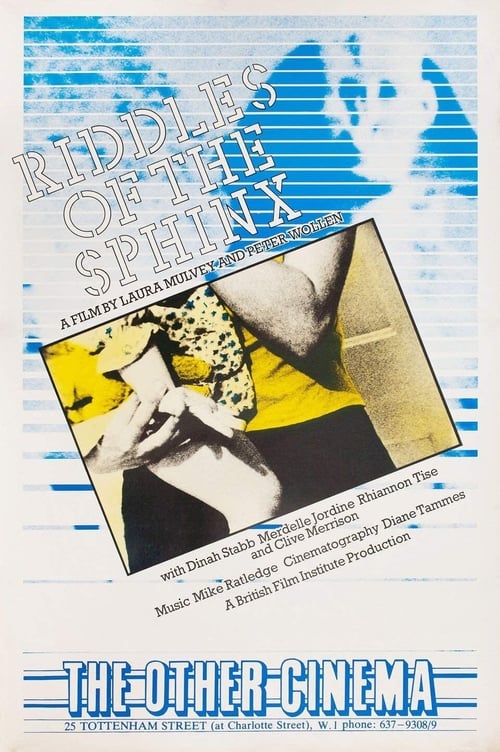 RIDDLES
OF THE
SPHINX
A FILM BY LAURA MULVEY AND PETER WOLLEN
with Dinah Stabb Merdelle Jordine Rhiannon Tise
and Clive Merrison
Music Mike Ratledge Cinematography Diane Tammes
A British Film Institute Production
THE OTHER CINEMA
25 TOTTENHAM STREET (at Charlotte Street), W.1 phone: 637-9308/9